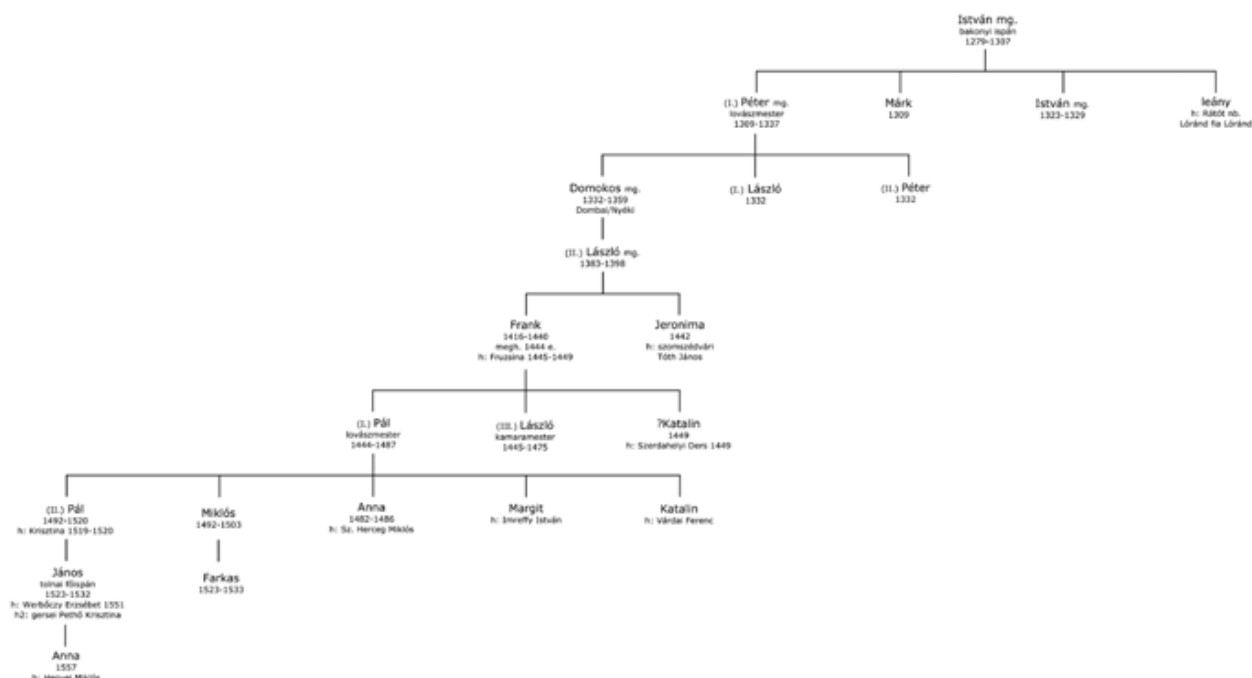 István mg.
bakonyi ispán
1279-1307
(I.) Péter mg.
lovászmester
1309-1337
Márk
1309
István mg.
1323-1329
leány
h: Rátót nb.
Lóránd fia Lóránd
Domokos mg.
1332-1359
Dombai/Nyéki
(I.) László
1332
(II.) Péter
1332
(II.) László mg.
1383-1398
Frank
1416-1440
megh. 1444 e.
h: Fruzsina 1445-1449
Jeronima
1442
h: szomszédvári
Tóth János
(I.) Pál
lovászmester
1444-1487
(III.) László
kamaramester
1445-1475
?Katalin
1449
h: Szerdahelyi Ders 1449
(II.) Pál
1492-1520
h: Krisztina 1519-1520
Miklós
1492-1503
Anna
1482-1486
h: Sz. Herceg Miklós
Margit
h: Imreffy István
Katalin
h: Várdai Ferenc
János
tolnai főispán
1523-1532
h: Werbőczy Erzsébet 1551
h2: gersei Pethő Krisztina
Farkas
1523-1533
Anna
1557
h: Miklós